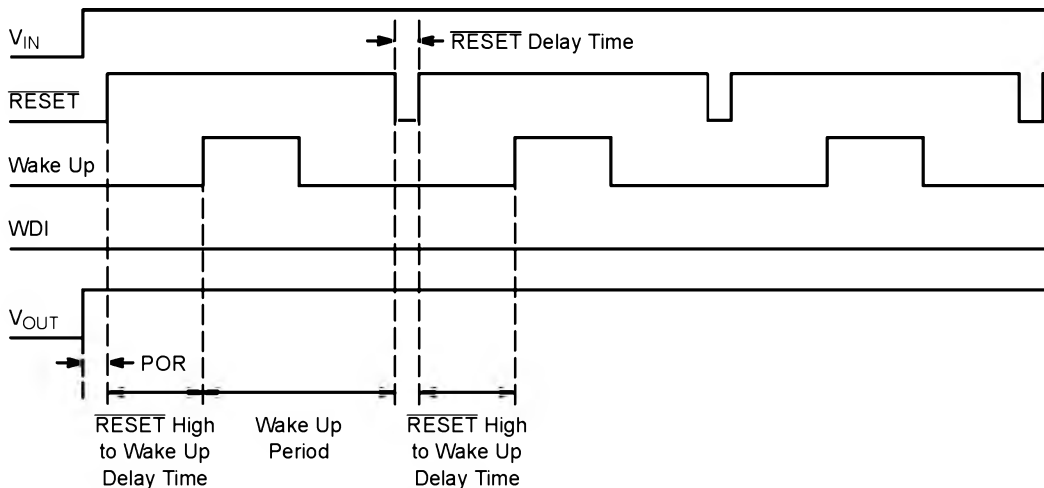 V_IN
RESET Delay Time
RESET
Wake Up
WDI
V_OUT
POR
RESET High
to Wake Up
Delay Time
Wake Up
Period
RESET High
to Wake Up
Delay Time